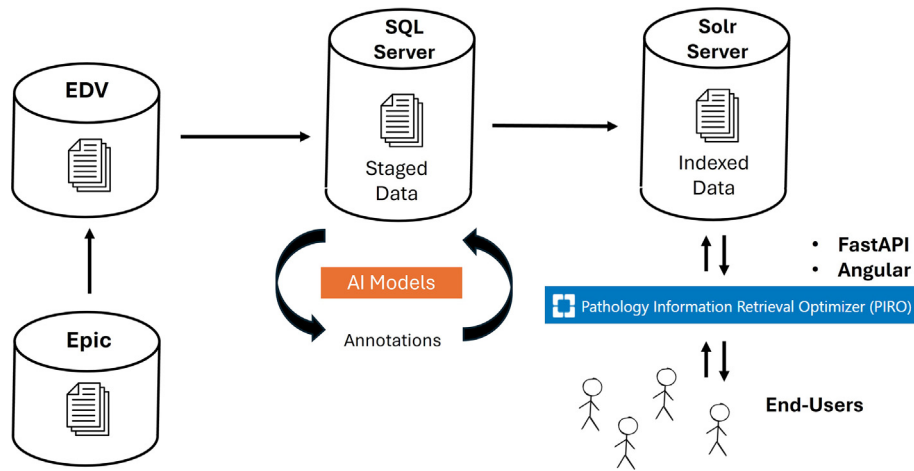 EDV
Epic
SQL
Server
Staged
Data
AI Models
Annotations
Solr
Server
Indexed
Data
• FastAPI
• Angular
Pathology Information Retrieval Optimizer (PIRO)
End-Users